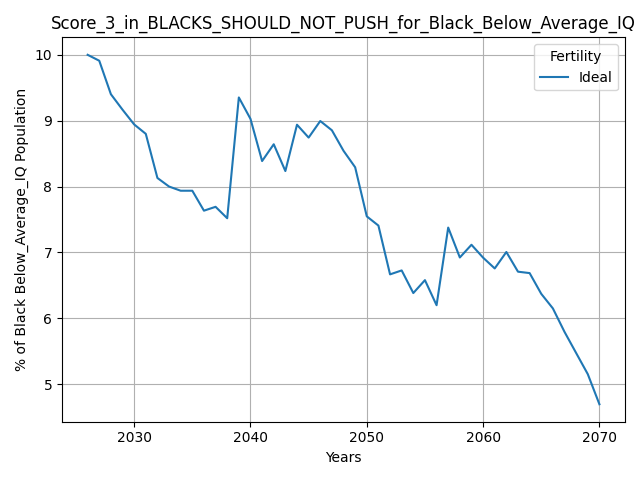 Score_3_in_BLACKS_SHOULD_NOT_PUSH_for_Black_Below_Average_IQ
Fertility
Ideal
% of Black Below_Average_IQ Population
10
9
8
7
6
5
2030 2040 2050 2060 2070
Years